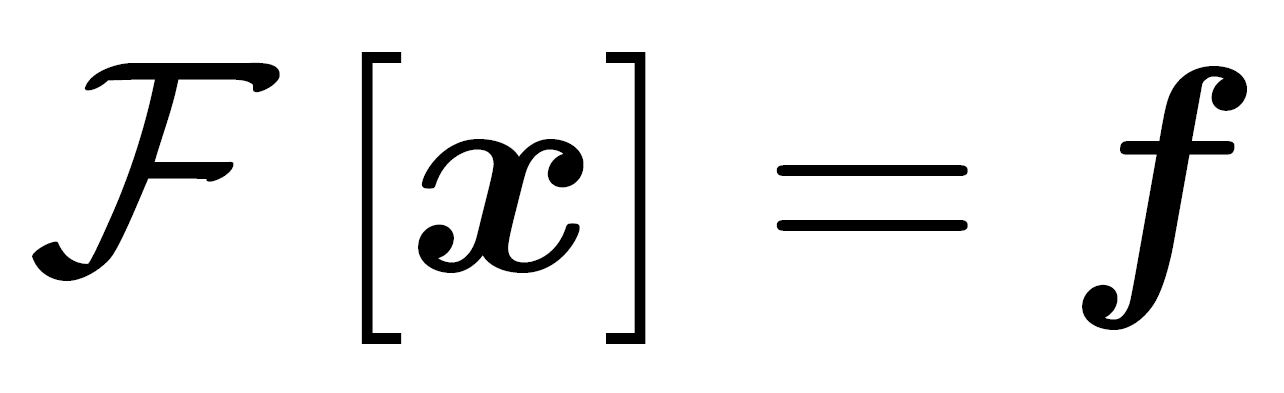 ℱ [𝒙] = 𝒇